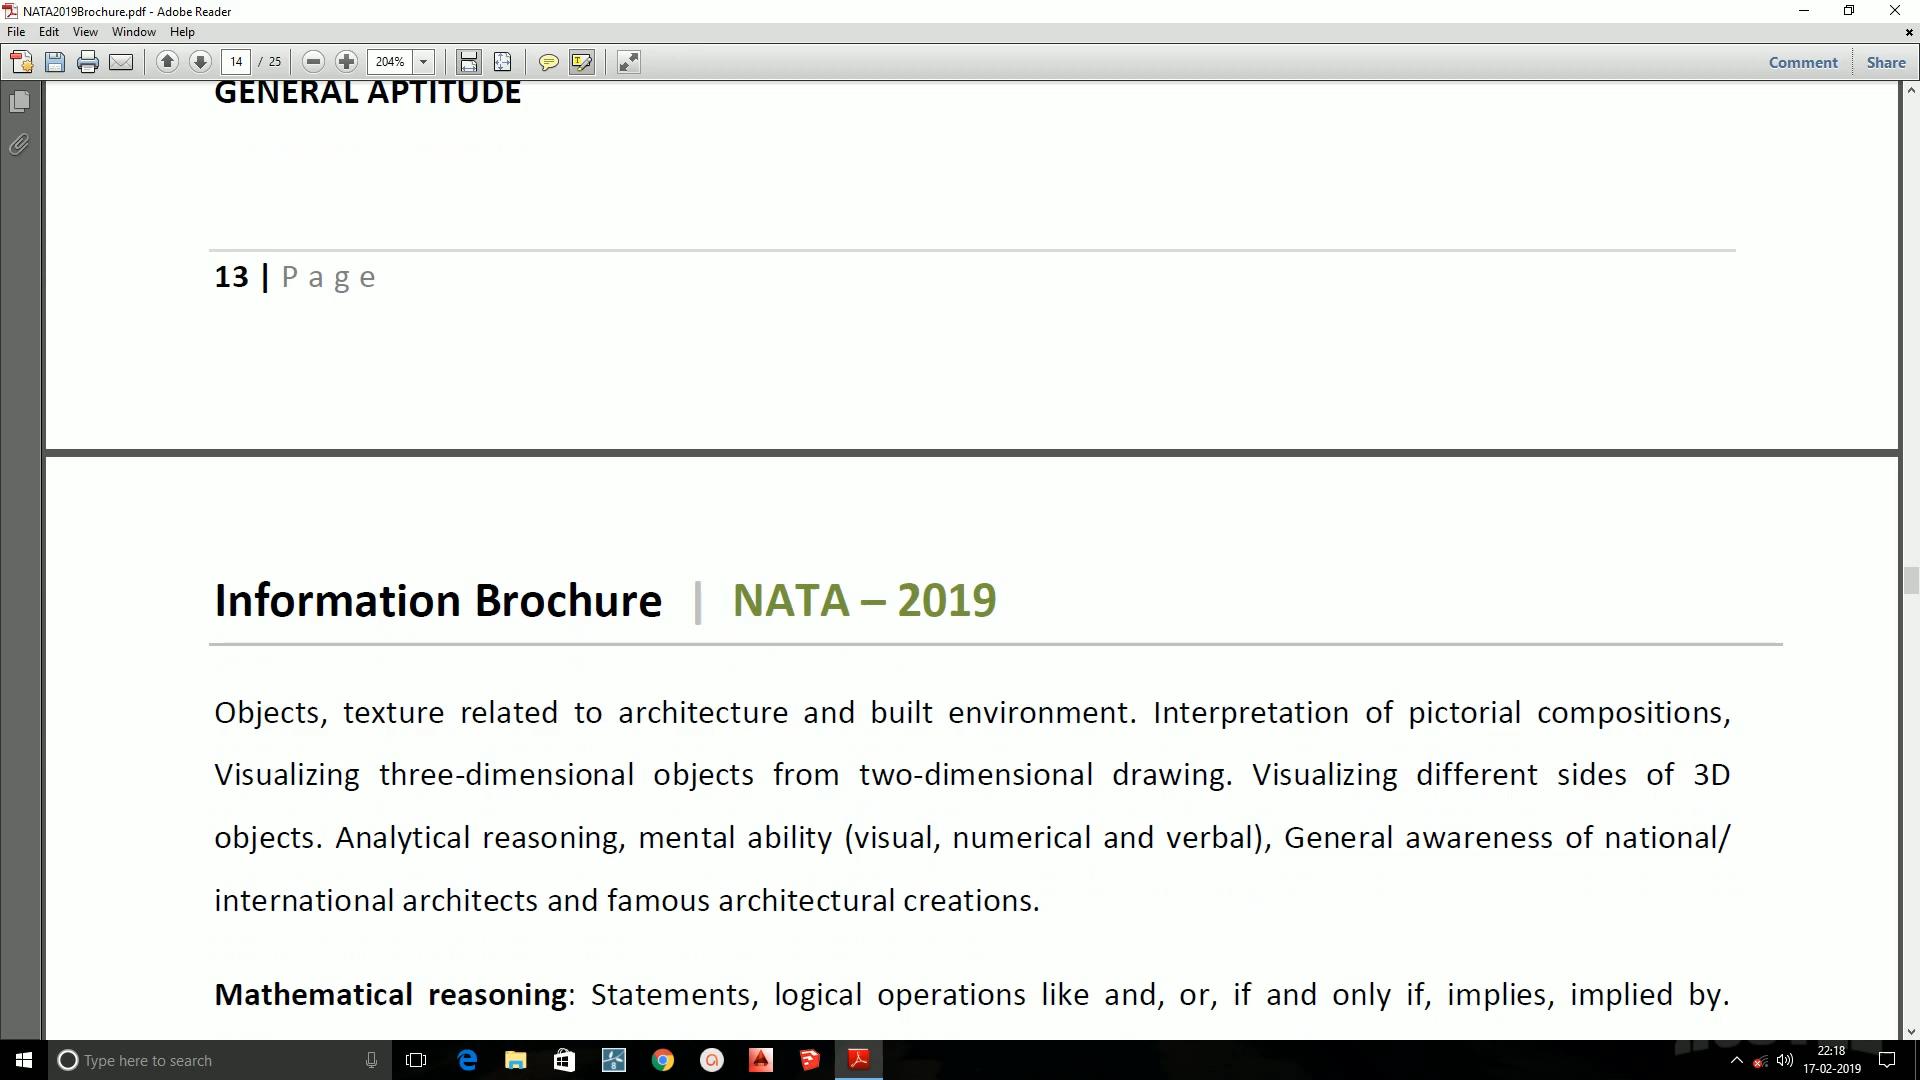 NATA2019Brochure.pdf - Adobe Reader
File Edit View Window Help
14 / 25 204% Comment Share
GENERAL APTITUDE
13 | P a g e
Information Brochure | NATA – 2019
Objects, texture related to architecture and built environment. Interpretation of pictorial compositions,
Visualizing three-dimensional objects from two-dimensional drawing. Visualizing different sides of 3D
objects. Analytical reasoning, mental ability (visual, numerical and verbal), General awareness of national/
international architects and famous architectural creations.
Mathematical reasoning: Statements, logical operations like and, or, if and only if, implies, implied by.
Type here to search
22:18
17-02-2019